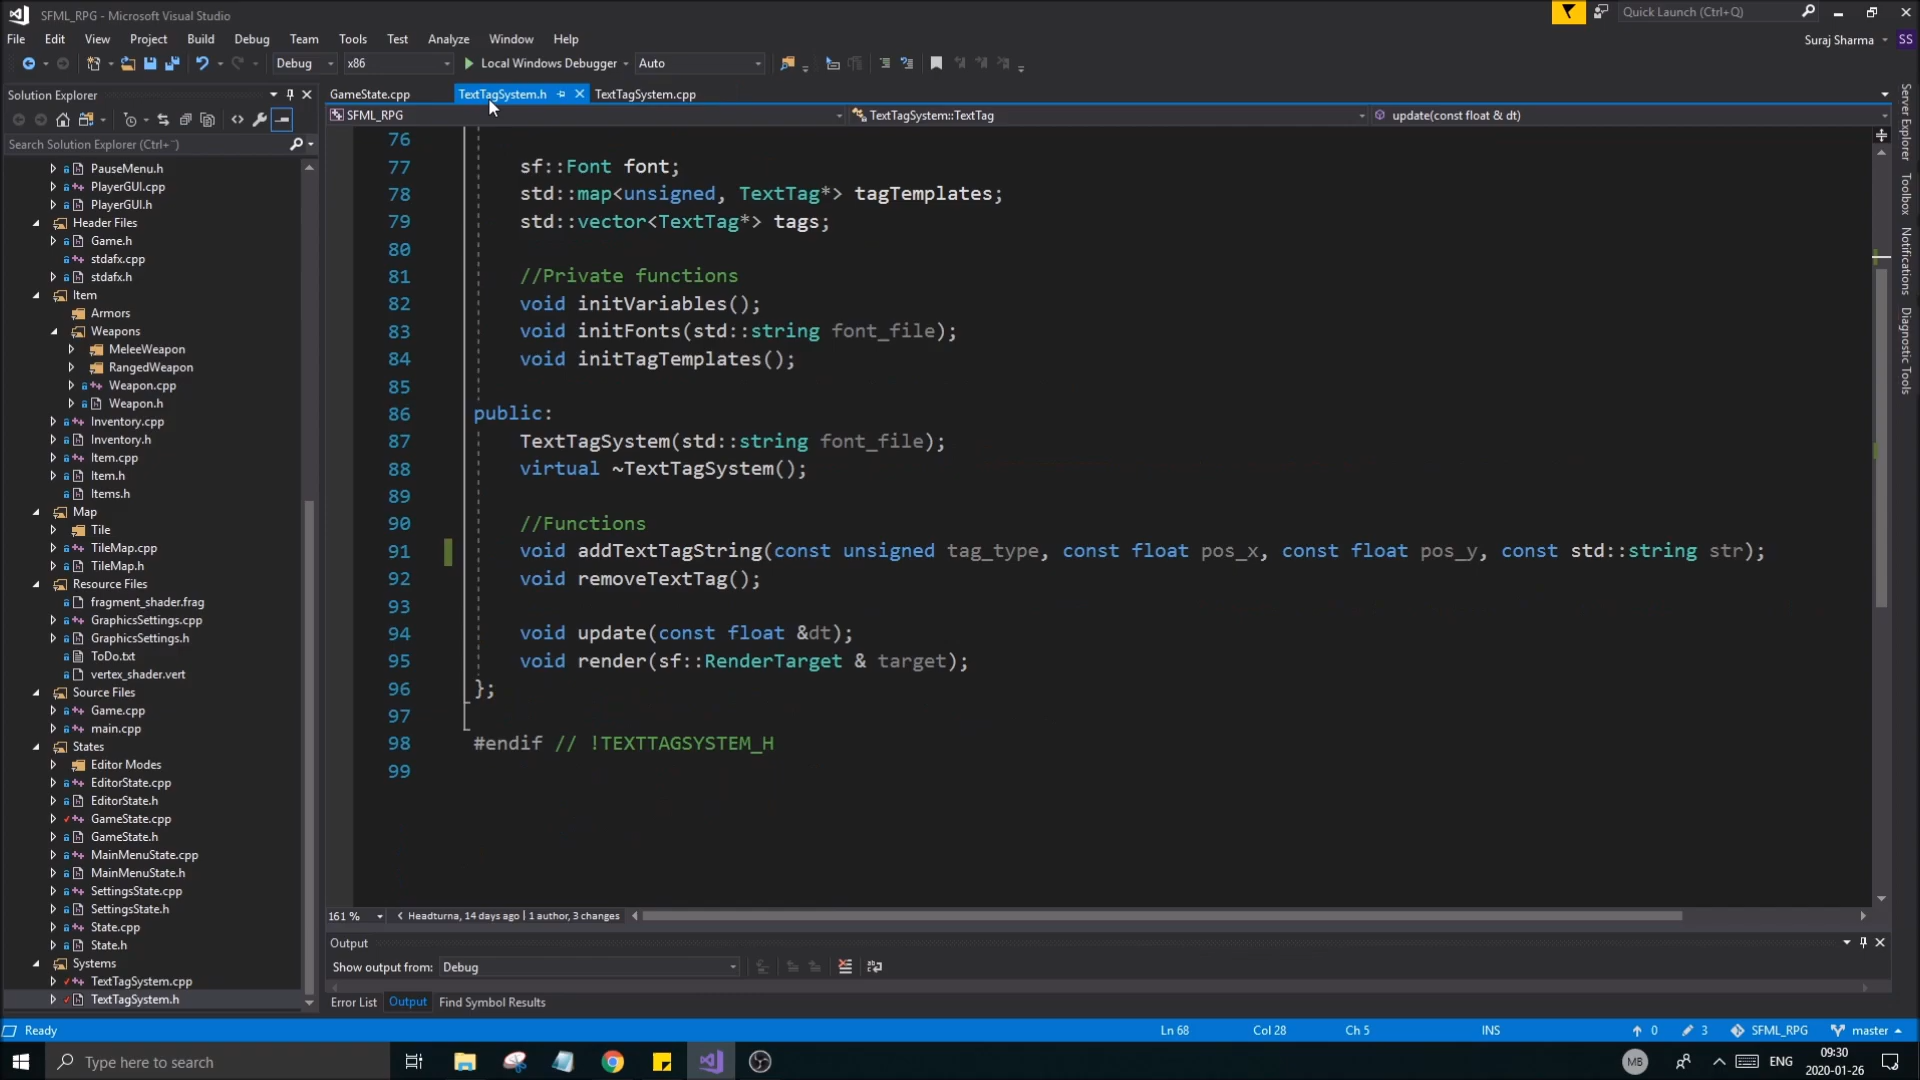 SFML_RPG - Microsoft Visual Studio
Quick Launch (Ctrl+Q)
File Edit View Project Build Debug Team Tools Test Analyze Window Help
Suraj Sharma SS
Debug x86 Local Windows Debugger Auto
Solution Explorer
GameState.cpp TextTagSystem.h TextTagSystem.cpp
SFML_RPG TextTagSystem::TextTag update(const float & dt)
Search Solution Explorer (Ctrl+¨)
PauseMenu.h
PlayerGUI.cpp
PlayerGUI.h
Header Files
Game.h
stdafx.cpp
stdafx.h
Item
Armors
Weapons
MeleeWeapon
RangedWeapon
Weapon.cpp
Weapon.h
Inventory.cpp
Inventory.h
Item.cpp
Item.h
Items.h
Map
Tile
TileMap.cpp
TileMap.h
Resource Files
fragment_shader.frag
GraphicsSettings.cpp
GraphicsSettings.h
ToDo.txt
vertex_shader.vert
Source Files
Game.cpp
main.cpp
States
Editor Modes
EditorState.cpp
EditorState.h
GameState.cpp
GameState.h
MainMenuState.cpp
MainMenuState.h
SettingsState.cpp
SettingsState.h
State.cpp
State.h
Systems
TextTagSystem.cpp
TextTagSystem.h
76
77 sf::Font font;
78 std::map<unsigned, TextTag*> tagTemplates;
79 std::vector<TextTag*> tags;
80
81 //Private functions
82 void initVariables();
83 void initFonts(std::string font_file);
84 void initTagTemplates();
85
86 public:
87 TextTagSystem(std::string font_file);
88 virtual ~TextTagSystem();
89
90 //Functions
91 void addTextTagString(const unsigned tag_type, const float pos_x, const float pos_y, const std::string str);
92 void removeTextTag();
93
94 void update(const float &dt);
95 void render(sf::RenderTarget & target);
96 };
97
98 #endif // !TEXTTAGSYSTEM_H
99
161 % Headturna, 14 days ago | 1 author, 3 changes
Output
Show output from: Debug
Error List Output Find Symbol Results
Server Explorer
Toolbox
Notifications
Diagnostic Tools
Ready Ln 68 Col 28 Ch 5 INS 0 3 SFML_RPG master
Type here to search
MB ENG 09:30
2020-01-26